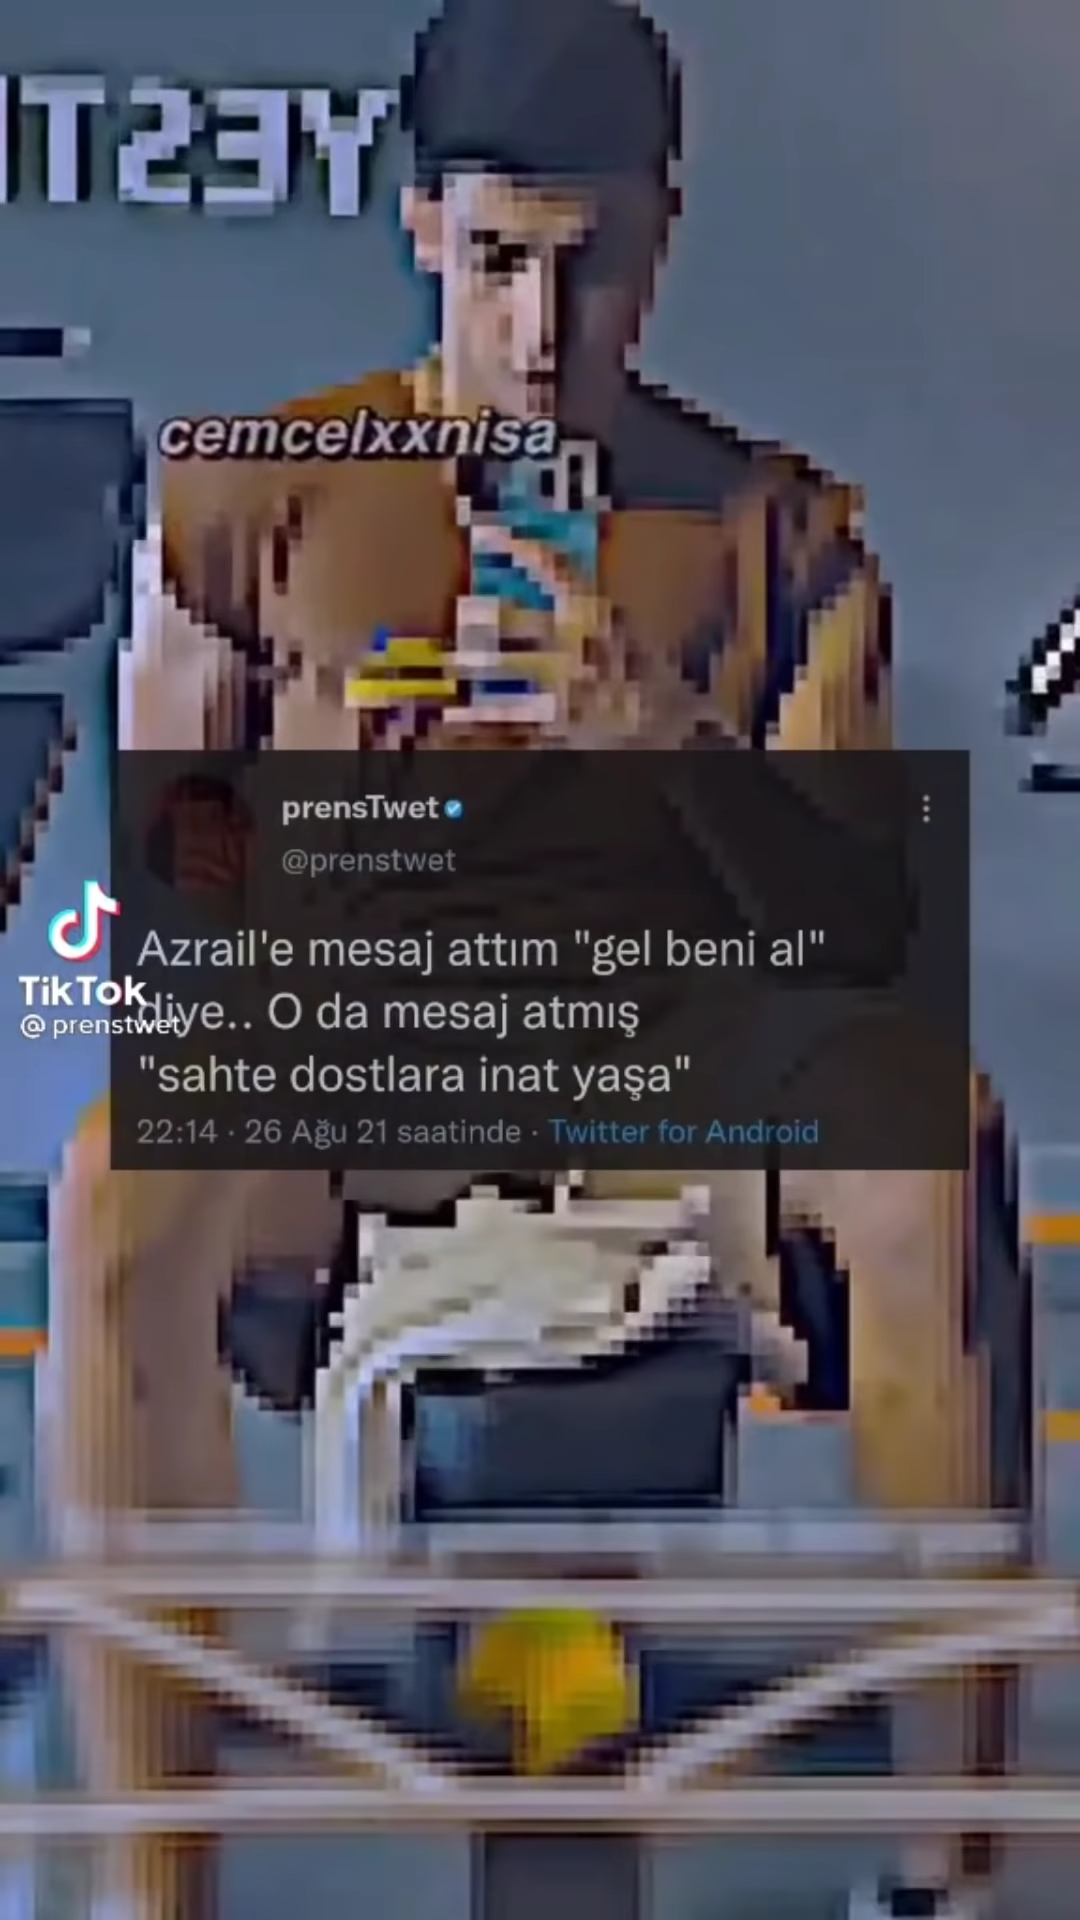 YEST
cemcelxxnisa
prensTwet
@prenstwet
Azrail'e mesaj attım "gel beni al"
diye.. O da mesaj atmış
"sahte dostlara inat yaşa"
22:14 · 26 Ağu 21 saatinde · Twitter for Android
TikTok
@prenstwet